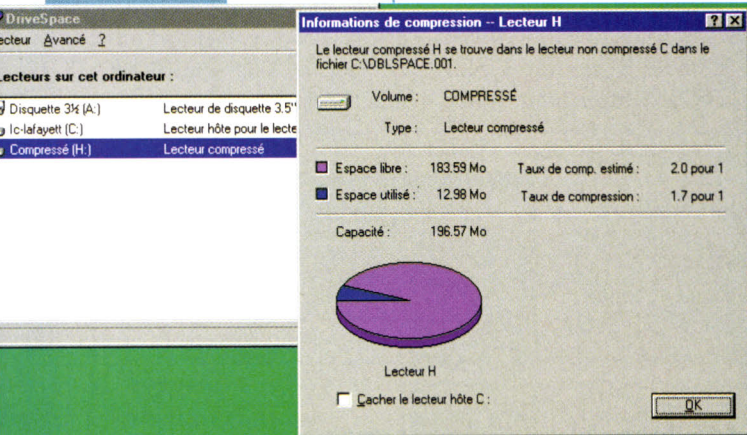 DriveSpace
Avancé ?
Lecteurs sur cet ordinateur :
Disquette 3½ (A:) Lecteur de disquette 3.5"
lc-lafayett (C:) Lecteur hôte pour le lecte
Compressé (H:) Lecteur compressé
Informations de compression -- Lecteur H
Le lecteur compressé H se trouve dans le lecteur non compressé C dans le
fichier C:\DBLSPACE.001.
Volume : COMPRESSÉ
Type : Lecteur compressé
Espace libre : 183.59 Mo Taux de comp. estimé : 2.0 pour 1
Espace utilisé : 12.98 Mo Taux de compression : 1.7 pour 1
Capacité : 196.57 Mo
Lecteur H
Cacher le lecteur hôte C :
OK